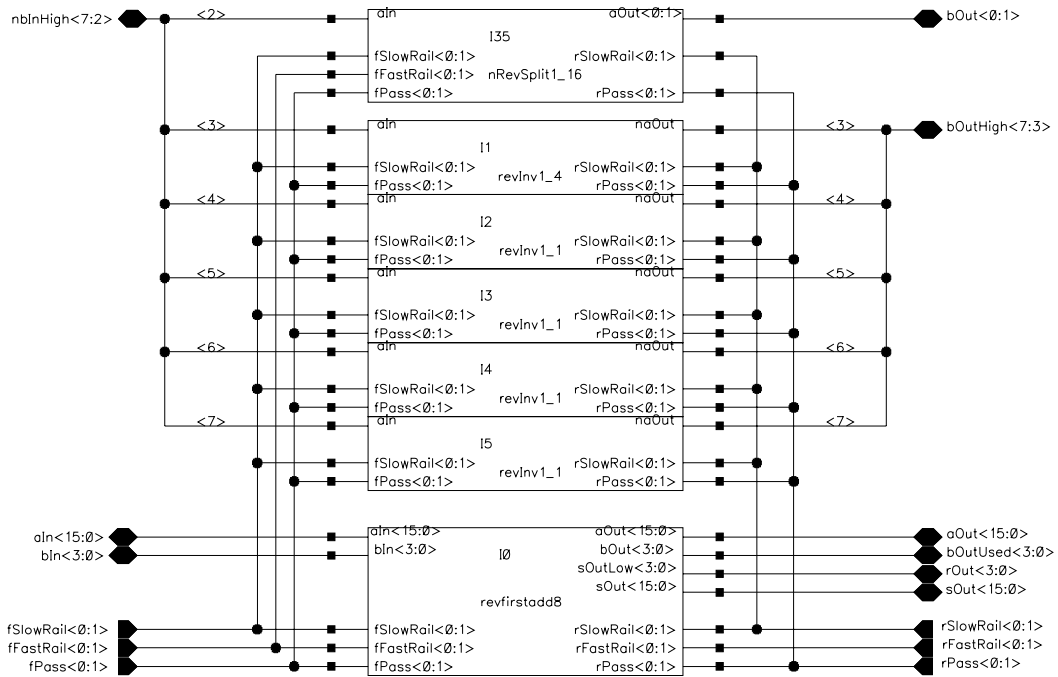 nbInHigh<7:2> <2> aIn aOut<0:1> bOut<0:1>
I35
fSlowRail<0:1> rSlowRail<0:1>
fFastRail<0:1> nRevSplit1_16
fPass<0:1> rPass<0:1>
<3> aIn naOut <3> bOutHigh<7:3>
I1
fSlowRail<0:1> rSlowRail<0:1>
fPass<0:1> revInv1_4 rPass<0:1>
<4> aIn naOut <4>
I2
fSlowRail<0:1> rSlowRail<0:1>
fPass<0:1> revInv1_1 rPass<0:1>
<5> aIn naOut <5>
I3
fSlowRail<0:1> rSlowRail<0:1>
fPass<0:1> revInv1_1 rPass<0:1>
<6> aIn naOut <6>
I4
fSlowRail<0:1> rSlowRail<0:1>
fPass<0:1> revInv1_1 rPass<0:1>
<7> aIn naOut <7>
I5
fSlowRail<0:1> rSlowRail<0:1>
fPass<0:1> revInv1_1 rPass<0:1>
aIn<15:0> aIn<15:0> aOut<15:0> aOut<15:0>
bIn<3:0> bIn<3:0> I0 bOut<3:0> bOutUsed<3:0>
sOutLow<3:0> rOut<3:0>
sOut<15:0> sOut<15:0>
revfirstadd8
fSlowRail<0:1> fSlowRail<0:1> rSlowRail<0:1> rSlowRail<0:1>
fFastRail<0:1> fFastRail<0:1> rFastRail<0:1> rFastRail<0:1>
fPass<0:1> fPass<0:1> rPass<0:1> rPass<0:1>